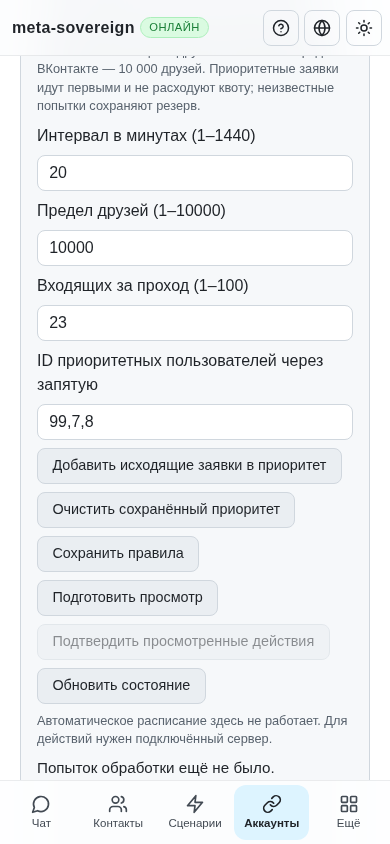 meta-sovereign ОНЛАЙН
ВКонтакте — 10 000 друзей. Приоритетные заявки
идут первыми и не расходуют квоту; неизвестные
попытки сохраняют резерв.
Интервал в минутах (1–1440)
20
Предел друзей (1–10000)
10000
Входящих за проход (1–100)
23
ID приоритетных пользователей через
запятую
99,7,8
Добавить исходящие заявки в приоритет
Очистить сохранённый приоритет
Сохранить правила
Подготовить просмотр
Подтвердить просмотренные действия
Обновить состояние
Автоматическое расписание здесь не работает. Для
действий нужен подключённый сервер.
Попыток обработки ещё не было.
Чат Контакты Сценарии Аккаунты Ещё